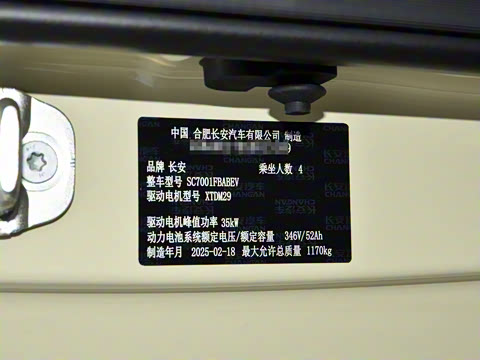 中国 合肥长安汽车有限公司 制造
9
品牌 长安 乘坐人数 4
整车型号 SC7001FBABEV
驱动电机型号 XTDM29
驱动电机峰值功率 35kW
动力电池系统额定电压/额定容量 346V/52Ah
制造年月 2025-02-18 最大允许总质量 1170kg